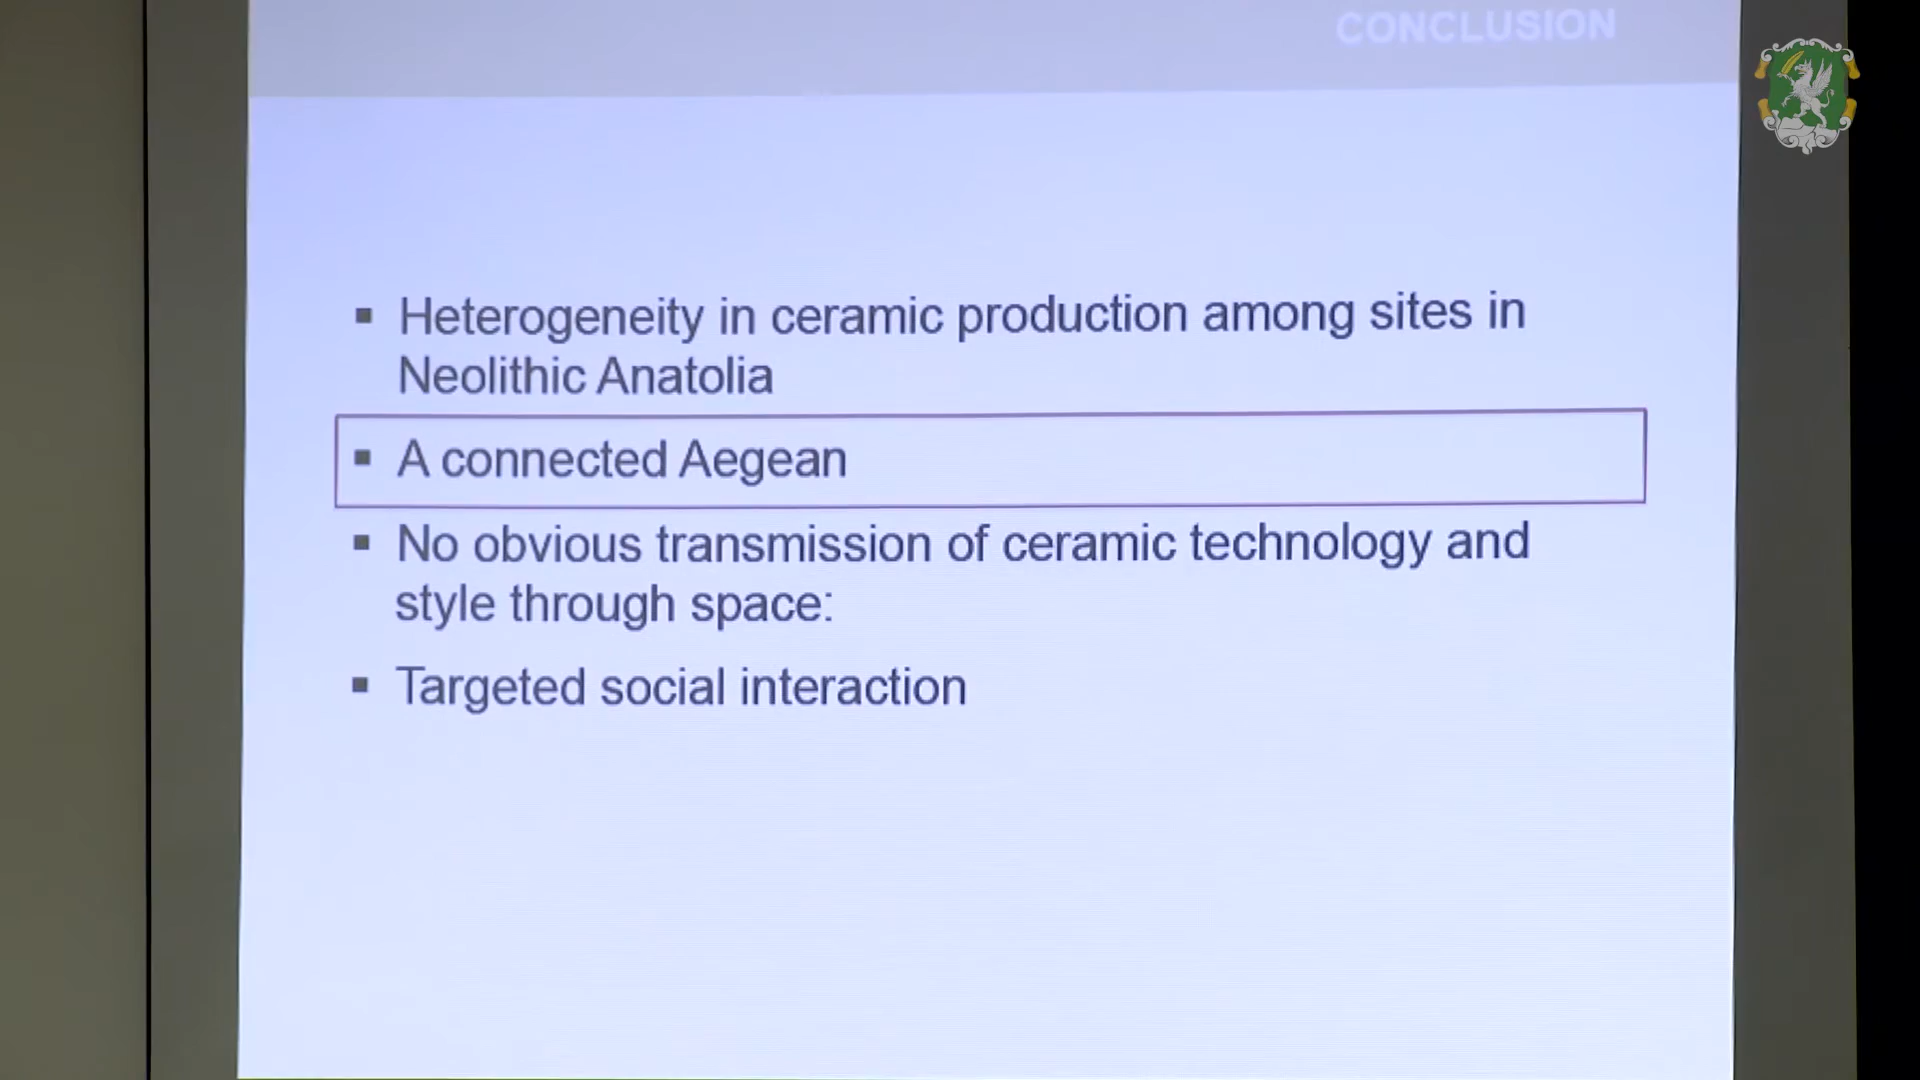 CONCLUSION
▪ Heterogeneity in ceramic production among sites in
Neolithic Anatolia
▪ A connected Aegean
▪ No obvious transmission of ceramic technology and
style through space:
▪ Targeted social interaction